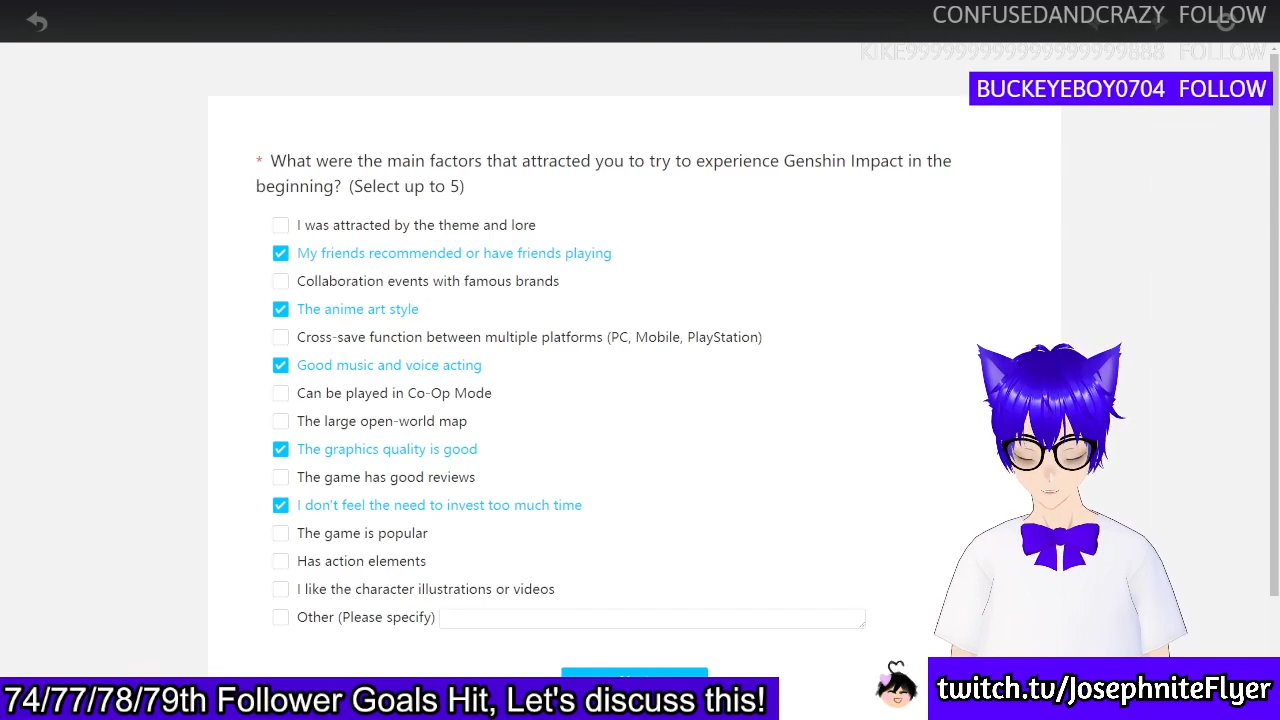 CONFUSEDANDCRAZY FOLLOW
BUCKEYEBOY0704 FOLLOW
* What were the main factors that attracted you to try to experience Genshin Impact in the
beginning? (Select up to 5)
I was attracted by the theme and lore
My friends recommended or have friends playing
Collaboration events with famous brands
The anime art style
Cross-save function between multiple platforms (PC, Mobile, PlayStation)
Good music and voice acting
Can be played in Co-Op Mode
The large open-world map
The graphics quality is good
The game has good reviews
I don't feel the need to invest too much time
The game is popular
Has action elements
I like the character illustrations or videos
Other (Please specify)
74/77/78/79th Follower Goals Hit, Let's discuss this!
twitch.tv/JosephniteFlyer